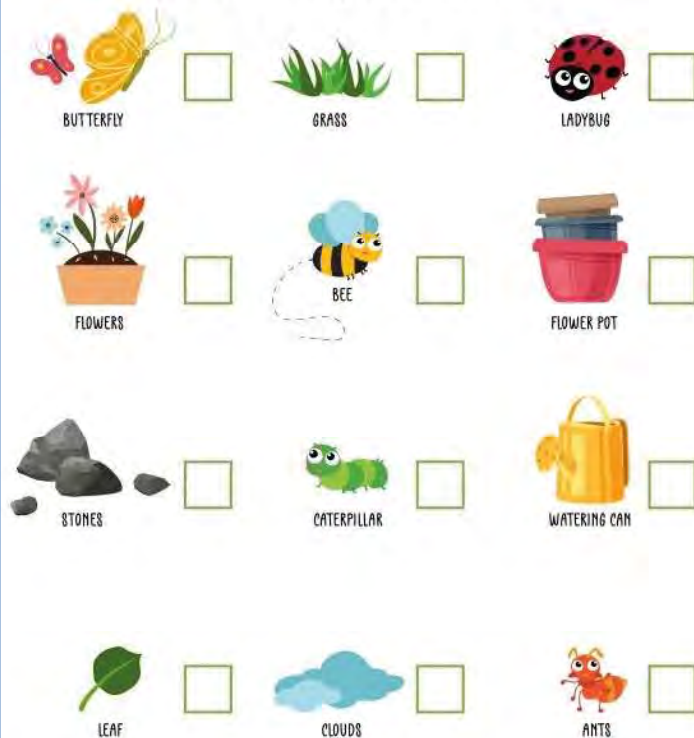 BUTTERFLY
GRASS
LADYBUG
FLOWERS
BEE
FLOWER POT
STONES
CATERPILLAR
WATERING CAN
LEAF
CLOUDS
ANTS